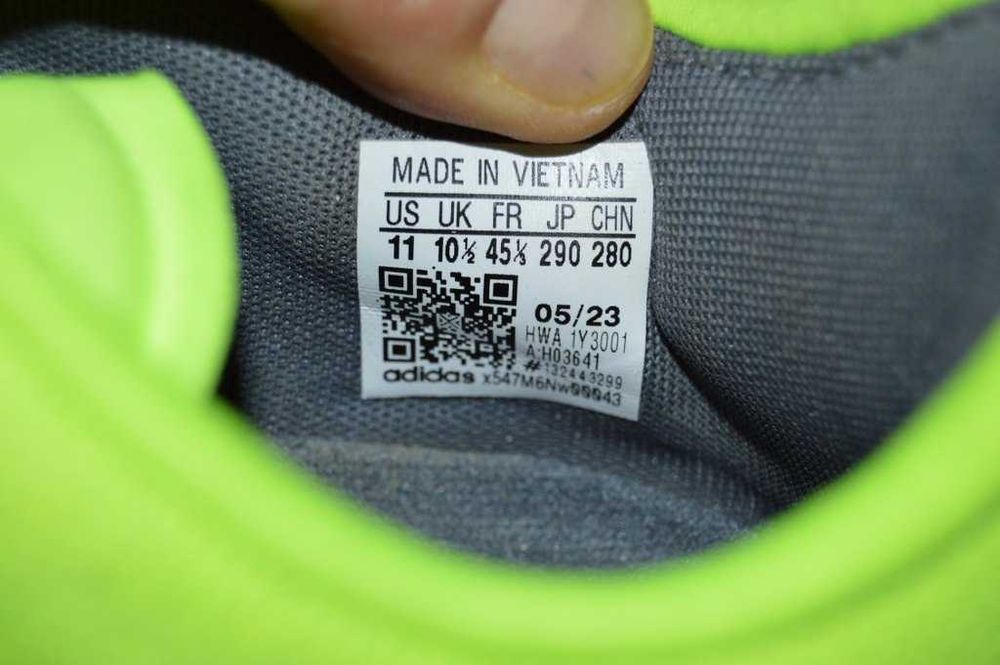 MADE IN VIETNAM
US UK FR JP CHN
11 10½ 45⅓ 290 280
05/23
HWA 1Y3001
A:H03641
#132443299
adidas x547M6Nw00043